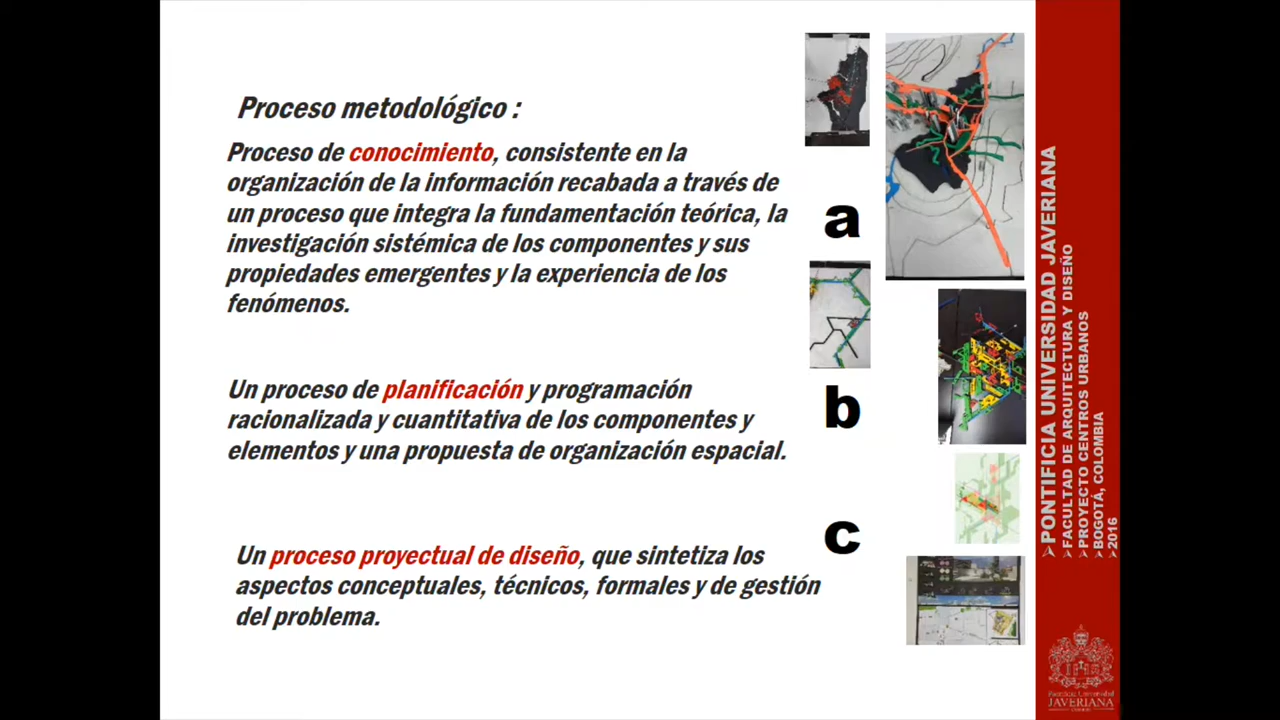 Proceso metodológico :
Proceso de conocimiento, consistente en la
organización de la información recabada a través de
un proceso que integra la fundamentación teórica, la
investigación sistémica de los componentes y sus
propiedades emergentes y la experiencia de los
fenómenos.
a
Un proceso de planificación y programación
racionalizada y cuantitativa de los componentes y
elementos y una propuesta de organización espacial.
b
Un proceso proyectual de diseño, que sintetiza los
aspectos conceptuales, técnicos, formales y de gestión
del problema.
c
PONTIFICIA UNIVERSIDAD JAVERIANA
FACULTAD DE ARQUITECTURA Y DISEÑO
PROYECTO CENTROS URBANOS
BOGOTÁ, COLOMBIA
2016
Pontificia Universidad
JAVERIANA